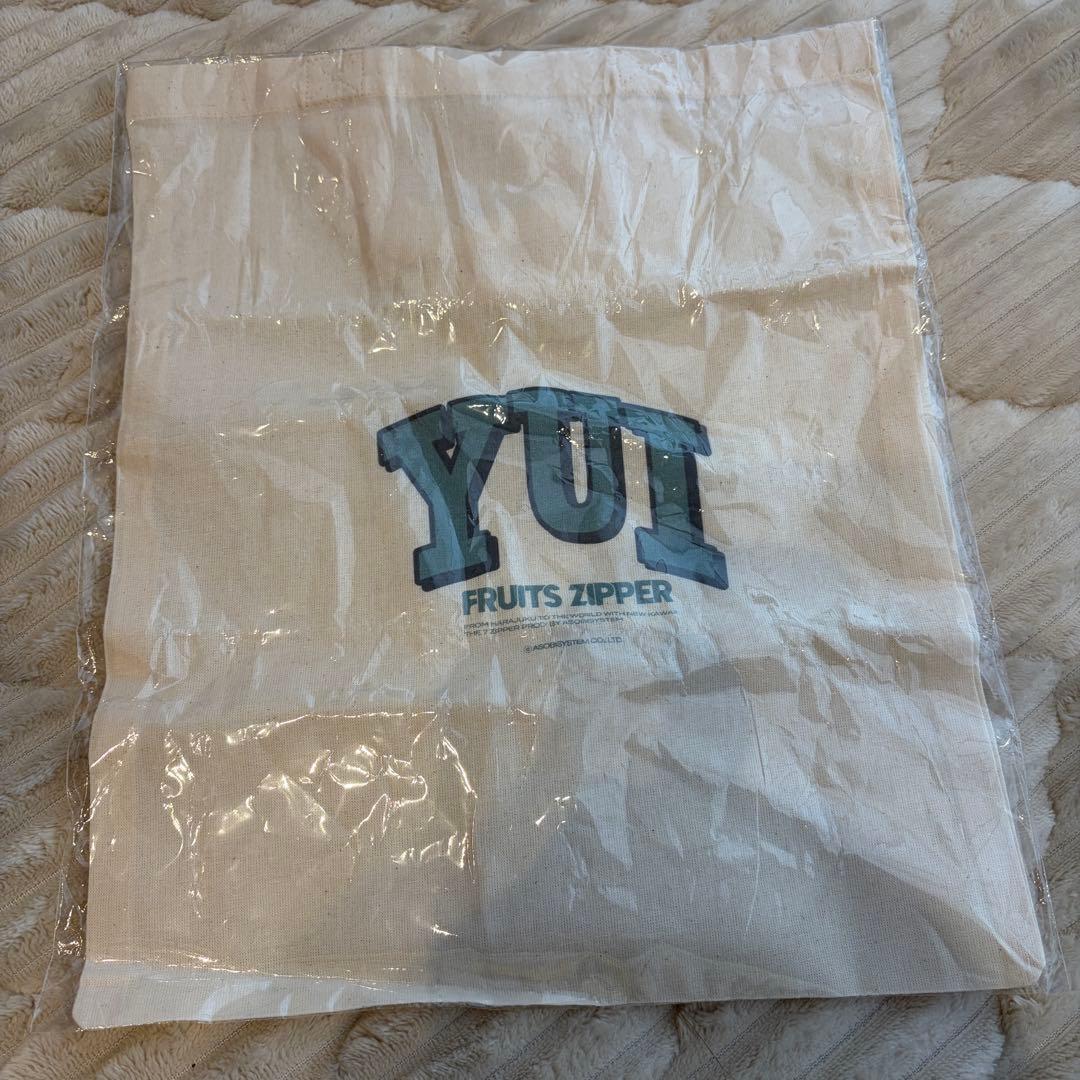 YUI
FRUITS ZIPPER
FROM HARAJUKU TO THE WORLD WITH NEW KAWAII
THE 7 ZIPPER PROD BY ASOBISYSTEM
©ASOBISYSTEM CO., LTD.